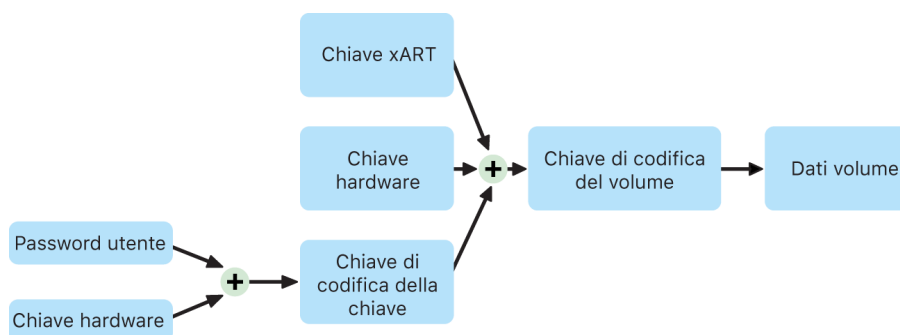 Chiave xART
Chiave
hardware
+
Chiave di codifica
del volume
Dati volume
Password utente
Chiave hardware
+
Chiave di
codifica della
chiave